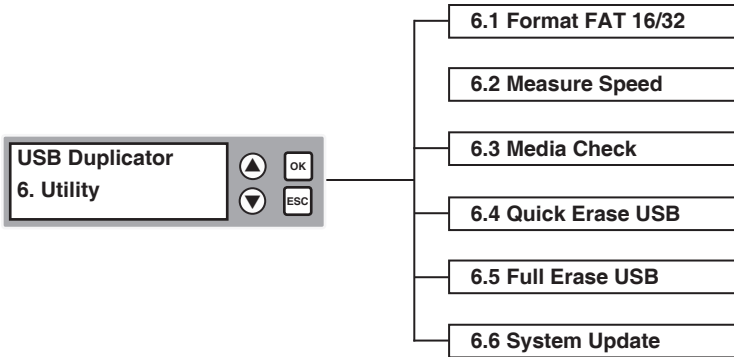 USB Duplicator
6. Utility
OK
ESC
6.1 Format FAT 16/32
6.2 Measure Speed
6.3 Media Check
6.4 Quick Erase USB
6.5 Full Erase USB
6.6 System Update